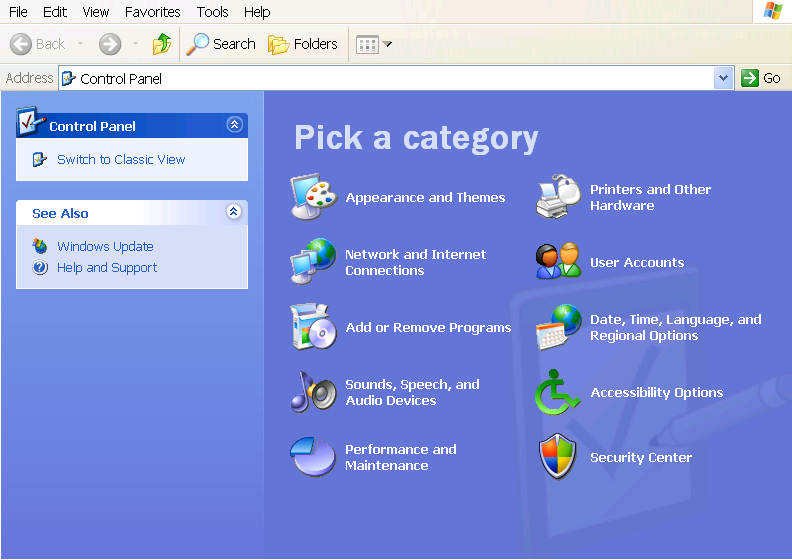 File Edit View Favorites Tools Help
Back Search Folders
Address Control Panel Go
Control Panel
Switch to Classic View
See Also
Windows Update
Help and Support
Pick a category
Appearance and Themes
Printers and Other
Hardware
Network and Internet
Connections
User Accounts
Add or Remove Programs
Date, Time, Language, and
Regional Options
Sounds, Speech, and
Audio Devices
Accessibility Options
Performance and
Maintenance
Security Center